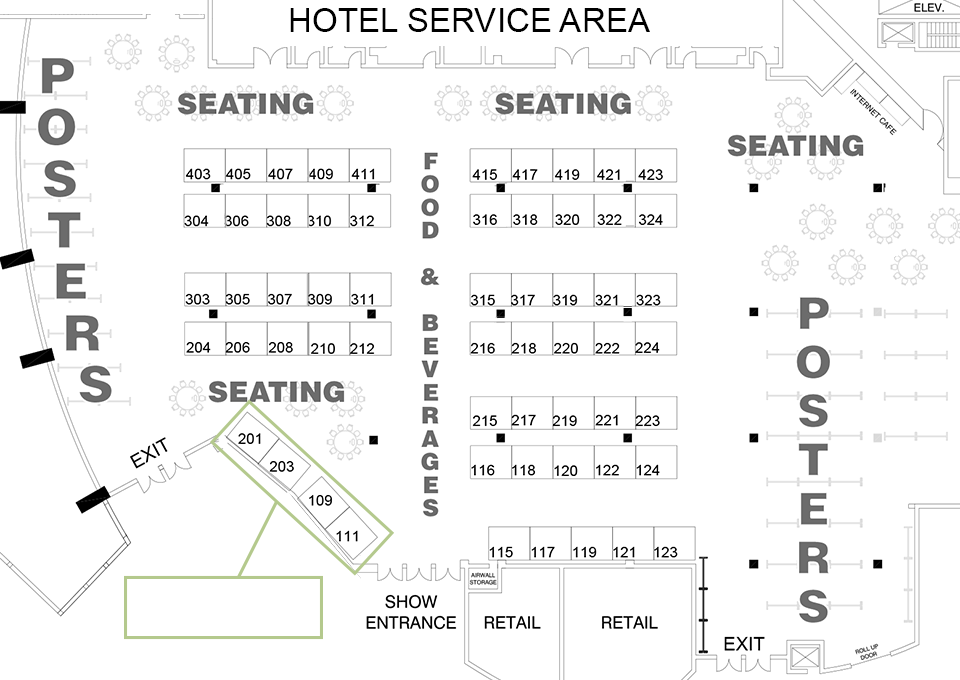 HOTEL SERVICE AREA
ELEV.
INTERNET CAFE
POSTERS
SEATING
SEATING
SEATING
FOOD & BEVERAGES
403 405 407 409 411
415 417 419 421 423
304 306 308 310 312
316 318 320 322 324
303 305 307 309 311
315 317 319 321 323
204 206 208 210 212
216 218 220 222 224
POSTERS
SEATING
215 217 219 221 223
116 118 120 122 124
EXIT
201
203
109
111
115 117 119 121 123
AIRWALL
STORAGE
SHOW
ENTRANCE
RETAIL
RETAIL
EXIT
ROLL UP
DOOR